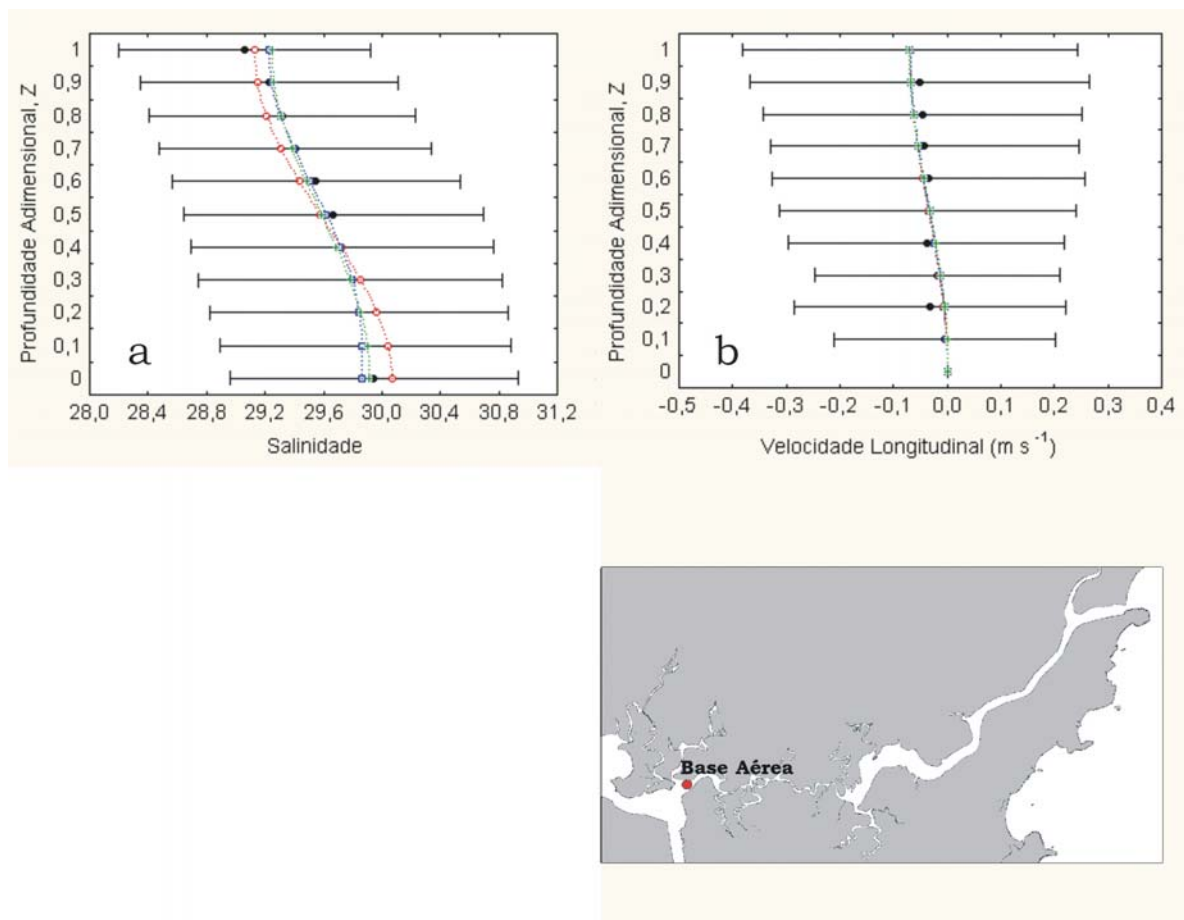 Profundidade Adimensional, Z
1
0,9
0,8
0,7
0,6
0,5
0,4
0,3
0,2
0,1
0
a
28,0 28,4 28,8 29,2 29,6 30,0 30,4 30,8 31,2
Salinidade
Profundidade Adimensional, Z
1
0,9
0,8
0,7
0,6
0,5
0,4
0,3
0,2
0,1
0
b
-0,5 -0,4 -0,3 -0,2 -0,1 0,0 0,1 0,2 0,3 0,4
Velocidade Longitudinal (m s -1)
Base Aérea